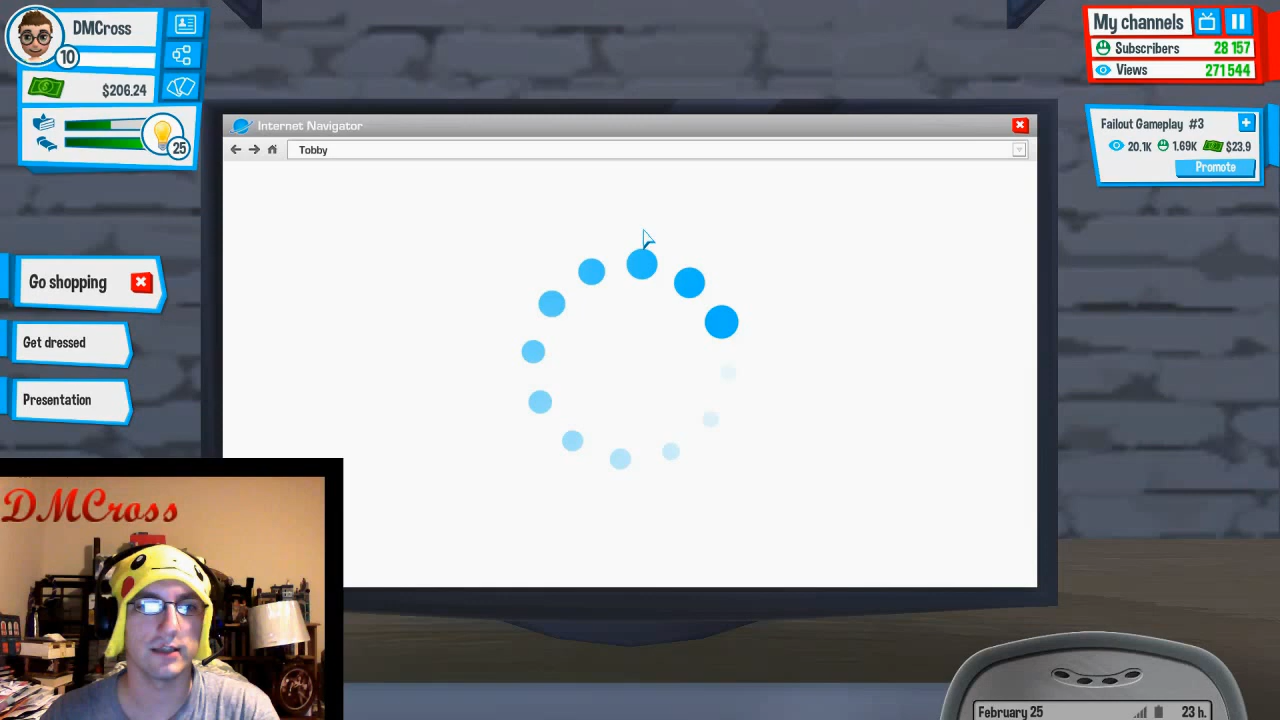 DMCross
10
$206.24
25
My channels
Subscribers 28 157
Views 271 544
Failout Gameplay #3
20.1K 1.69K $23.9
Promote
Internet Navigator
Tobby
Go shopping
Get dressed
Presentation
DMCross
February 25 23 h.